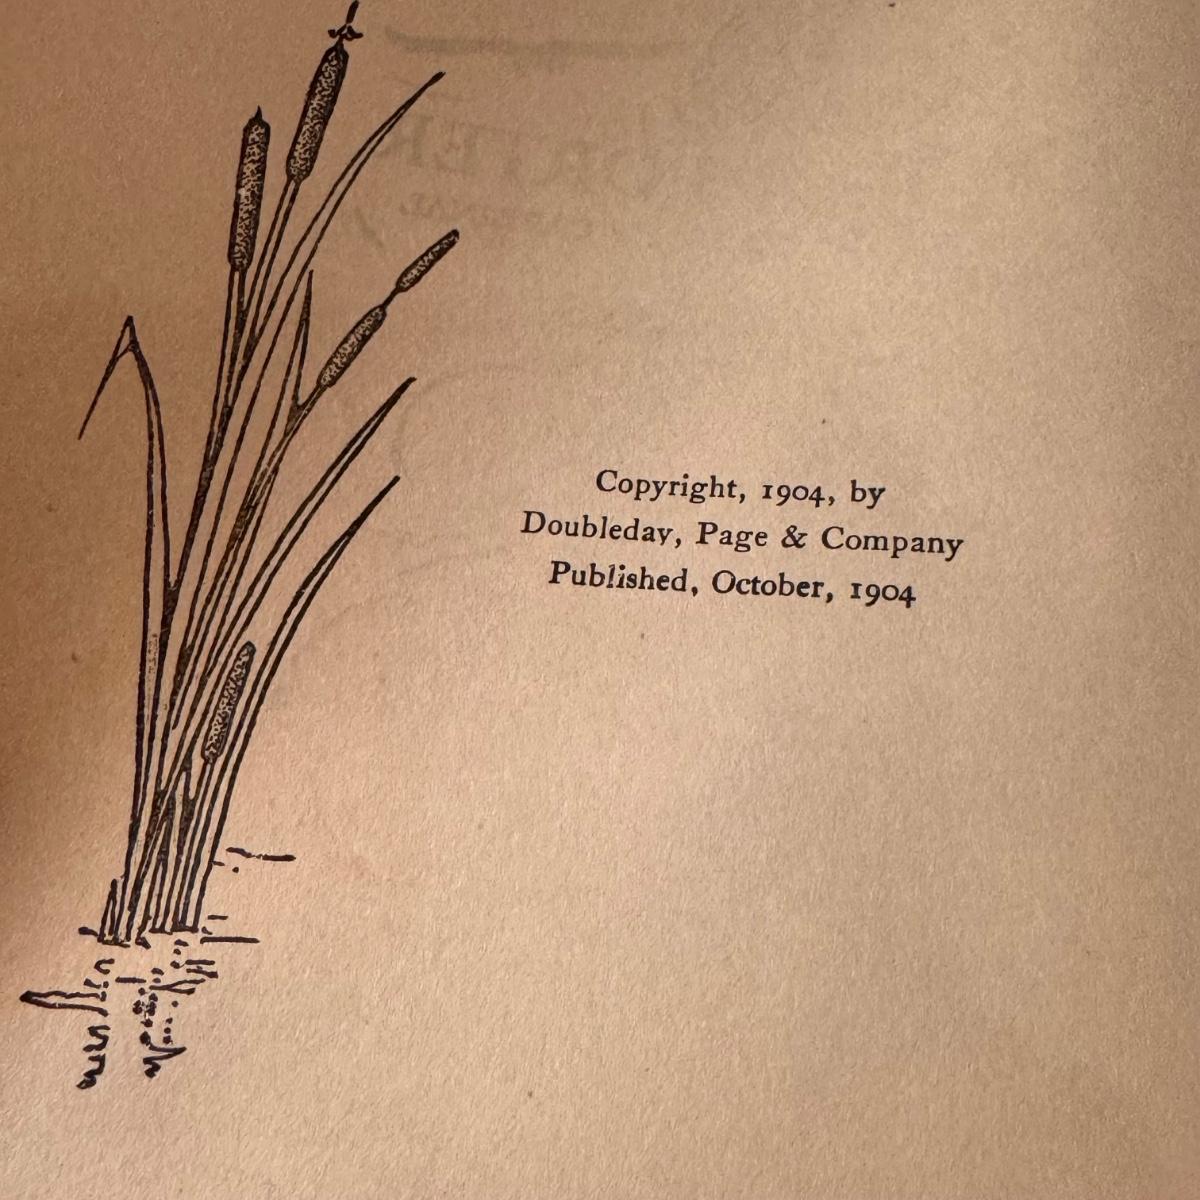 Copyright, 1904, by
Doubleday, Page & Company
Published, October, 1904